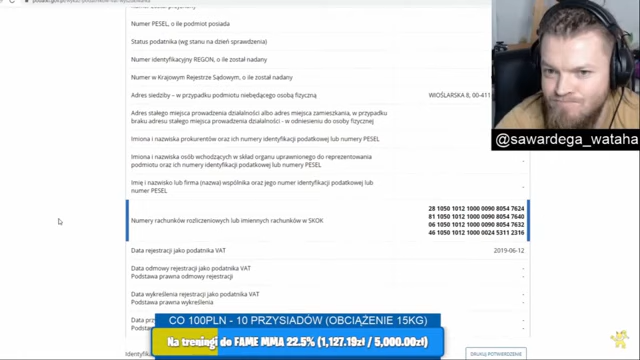 Numer PESEL, o ile podmiot posiada
Status podatnika (wg stanu na dzień sprawdzenia)
Numer identyfikacyjny REGON, o ile został nadany
Numer w Krajowym Rejestrze Sądowym, o ile został nadany
Adres siedziby – w przypadku podmiotu niebędącego osobą fizyczną
WIOŚLARSKA 8, 00-411
Adres stałego miejsca prowadzenia działalności albo adres miejsca zamieszkania, w przypadku
braku adresu stałego miejsca prowadzenia działalności - w odniesieniu do osoby fizycznej
Imiona i nazwiska prokurentów oraz ich numery identyfikacji podatkowej lub numery PESEL
-
Imiona i nazwiska osób wchodzących w skład organu uprawnionego do reprezentowania
podmiotu oraz ich numery identyfikacji podatkowej lub numery PESEL
-
Imię i nazwisko lub firma (nazwa) wspólnika oraz jego numer identyfikacji podatkowej lub
numer PESEL
-
Numery rachunków rozliczeniowych lub imiennych rachunków w SKOK
28 1050 1012 1000 0090 8054 7624
81 1050 1012 1000 0090 8054 7640
06 1050 1012 1000 0090 8054 7632
46 1050 1012 1000 0024 5311 2316
Data rejestracji jako podatnika VAT
2019-06-12
Data odmowy rejestracji jako podatnika VAT
Podstawa prawna odmowy rejestracji
-
Data wykreślenia rejestracji jako podatnika VAT
Podstawa prawna wykreślenia
-
Data
Podstawa
Identyfikator
DRUKUJ POTWIERDZENIE
@sawardega_wataha
CO 100PLN - 10 PRZYSIADÓW (OBCIĄŻENIE 15KG)
Na treningi do FAME MMA 22.5% (1,127.19zł / 5,000.00zł)